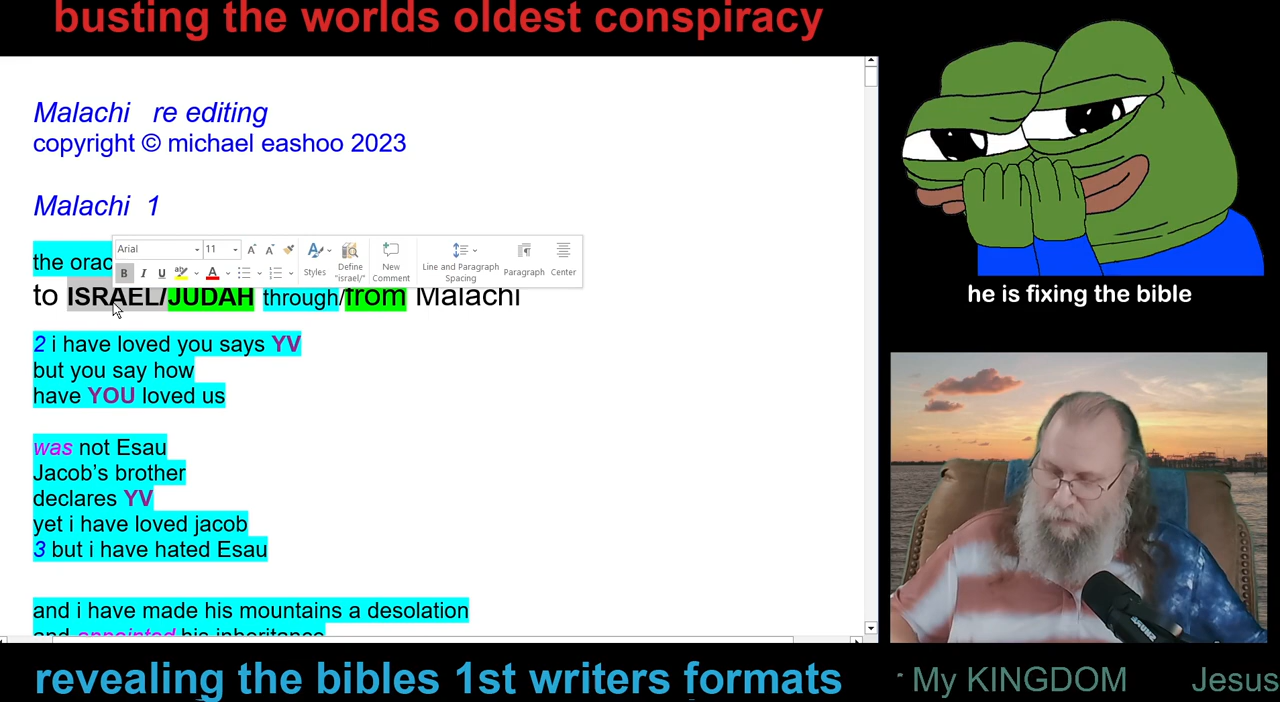 busting the worlds oldest conspiracy
Malachi re editing
copyright © michael eashoo 2023
Malachi 1
the orac
Arial 11
B I U
Styles
Define "israel/"
New Comment
Line and Paragraph Spacing
Paragraph
Center
to ISRAEL/JUDAH through/from Malachi
2 i have loved you says YV
but you say how
have YOU loved us
was not Esau
Jacob’s brother
declares YV
yet i have loved jacob
3 but i have hated Esau
and i have made his mountains a desolation
and appointed his inheritance
he is fixing the bible
revealing the bibles 1st writers formats
My KINGDOM Jesus